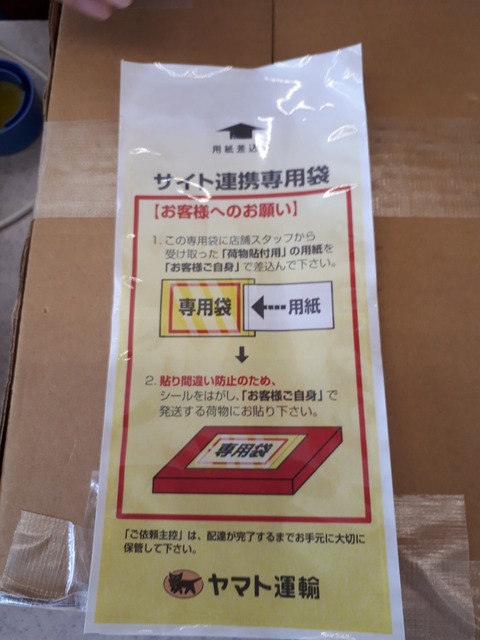 用紙差込
サイト連携専用袋
【お客様へのお願い】
1. この専用袋に店舗スタッフから
受け取った「荷物貼付用」の用紙を
「お客様ご自身」で差込んで下さい。
専用袋
用紙
2. 貼り間違い防止のため、
シールをはがし、「お客様ご自身」で
発送する荷物にお貼り下さい。
専用袋
「ご依頼主控」は、配達が完了するまでお手元に大切に
保管して下さい。
ヤマト運輸